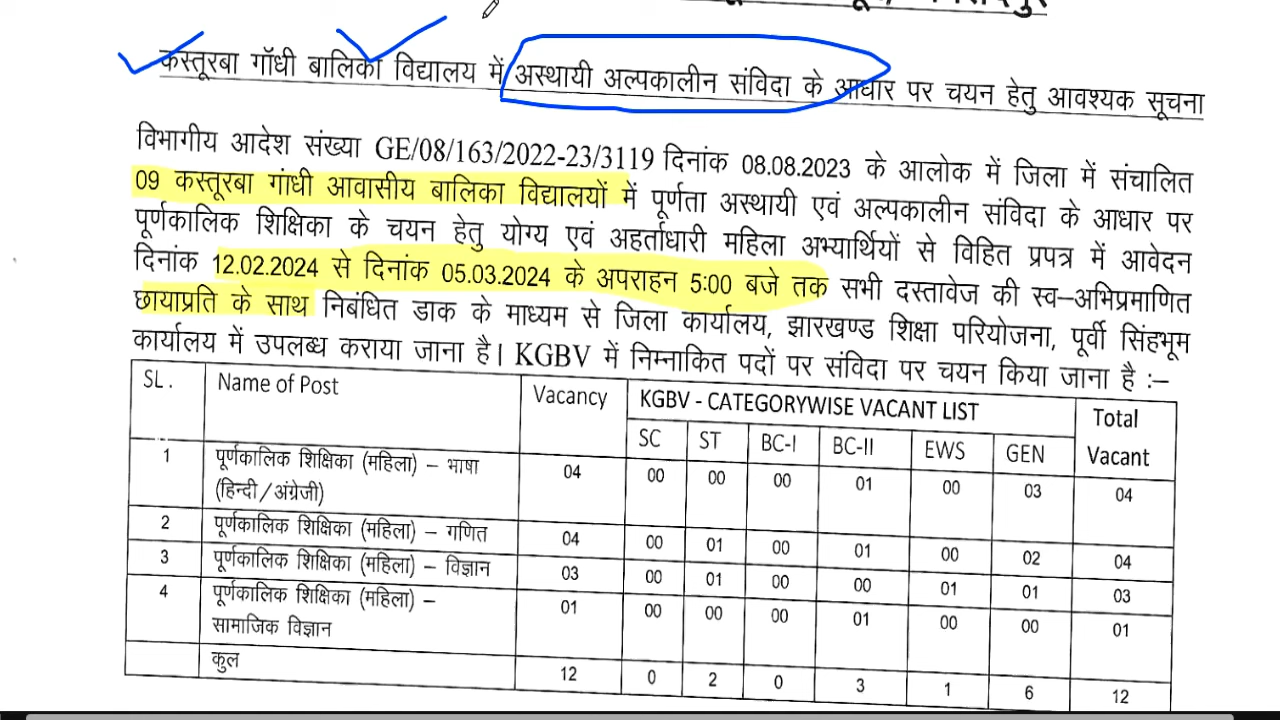 कस्तूरबा गाँधी बालिका विद्यालय में अस्थायी अल्पकालीन संविदा के आधार पर चयन हेतु आवश्यक सूचना
विभागीय आदेश संख्या GE/08/163/2022-23/3119 दिनांक 08.08.2023 के आलोक में जिला में संचालित
09 कस्तूरबा गांधी आवासीय बालिका विद्यालयों में पूर्णता अस्थायी एवं अल्पकालीन संविदा के आधार पर
पूर्णकालिक शिक्षिका के चयन हेतु योग्य एवं अहर्ताधारी महिला अभ्यार्थियों से विहित प्रपत्र में आवेदन
दिनांक 12.02.2024 से दिनांक 05.03.2024 के अपराहन 5:00 बजे तक सभी दस्तावेज की स्व–अभिप्रमाणित
छायाप्रति के साथ निबंधित डाक के माध्यम से जिला कार्यालय, झारखण्ड शिक्षा परियोजना, पूर्वी सिंहभूम
कार्यालय में उपलब्ध कराया जाना है। KGBV में निम्नाकित पदों पर संविदा पर चयन किया जाना है :–
SL. Name of Post Vacancy KGBV - CATEGORYWISE VACANT LIST Total Vacant
SC ST BC-I BC-II EWS GEN
1 पूर्णकालिक शिक्षिका (महिला) – भाषा 04 00 00 00 01 00 03 04
(हिन्दी/अंग्रेजी)
2 पूर्णकालिक शिक्षिका (महिला) – गणित 04 00 01 00 01 00 02 04
3 पूर्णकालिक शिक्षिका (महिला) – विज्ञान 03 00 01 00 00 01 01 03
4 पूर्णकालिक शिक्षिका (महिला) – 01 00 00 00 01 00 00 01
सामाजिक विज्ञान
कुल 12 0 2 0 3 1 6 12